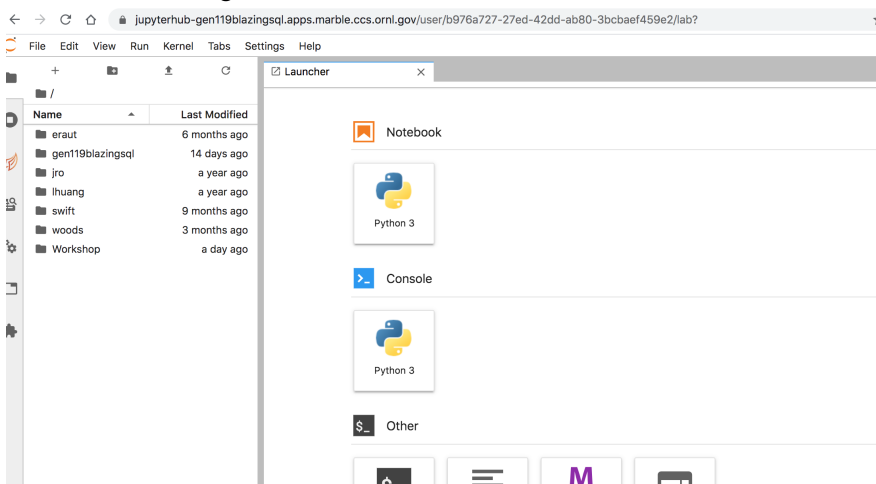 jupyterhub-gen119blazingsql.apps.marble.ccs.ornl.gov/user/b976a727-27ed-42dd-ab80-3bcbaef459e2/lab?
File Edit View Run Kernel Tabs Settings Help
Launcher
/
Name Last Modified
eraut 6 months ago
gen119blazingsql 14 days ago
jro a year ago
lhuang a year ago
swift 9 months ago
woods 3 months ago
Workshop a day ago
Notebook
Python 3
Console
Python 3
$_ Other
M